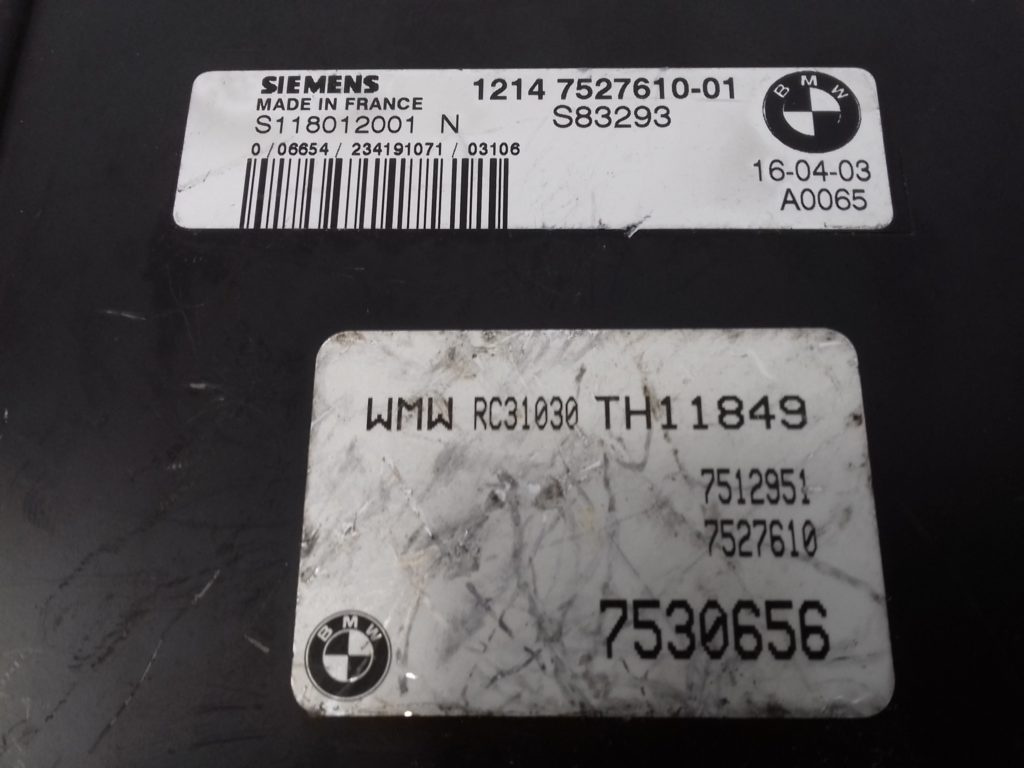 SIEMENS 1214 7527610-01 BMW
MADE IN FRANCE
S118012001 N S83293
0 / 06654 / 234191071 / 03106
16-04-03
A0065
WMW RC31030 TH11849
7512951
7527610
7530656
BMW